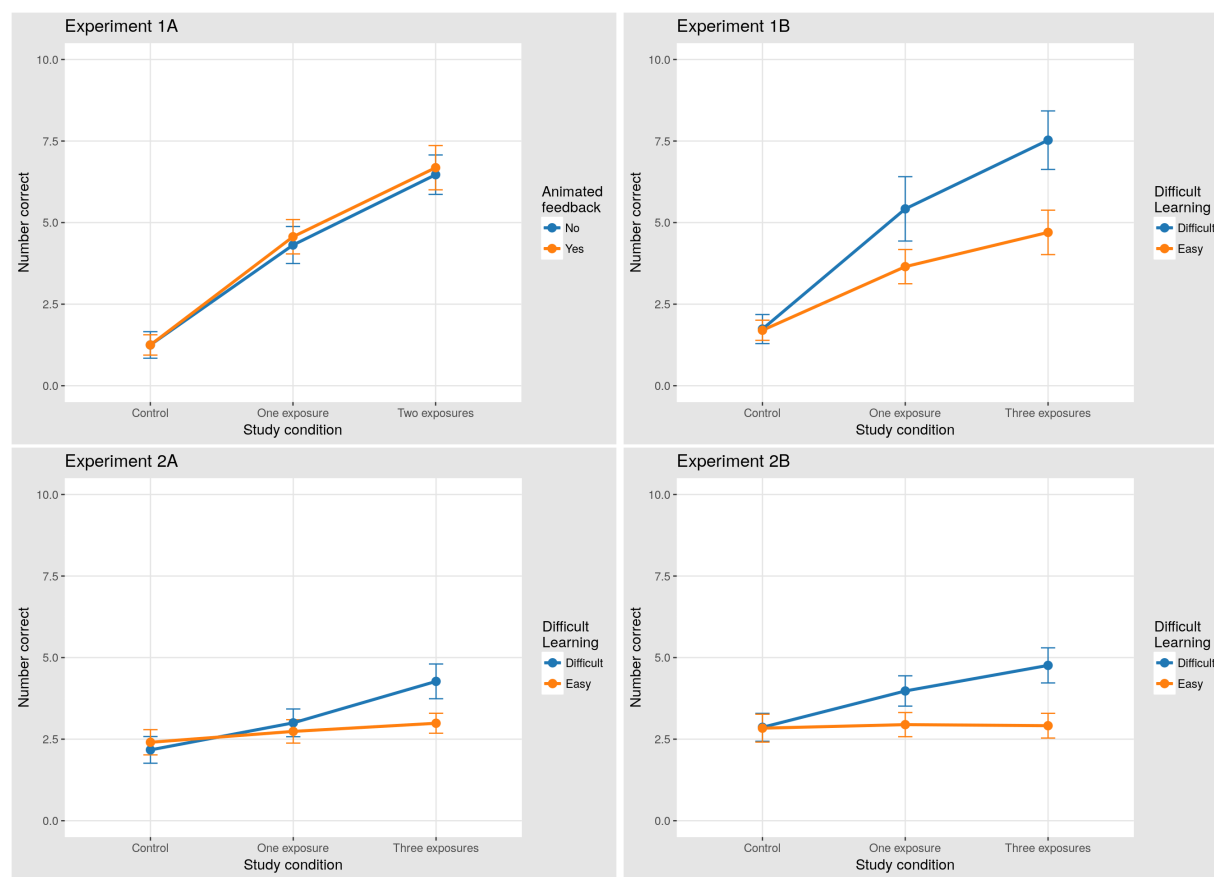 Experiment 1A
10.0
7.5
5.0
2.5
0.0
Number correct
Control
One exposure
Two exposures
Study condition
Animated
feedback
No
Yes
Experiment 1B
10.0
7.5
5.0
2.5
0.0
Number correct
Control
One exposure
Three exposures
Study condition
Difficult
Learning
Difficult
Easy
Experiment 2A
10.0
7.5
5.0
2.5
0.0
Number correct
Control
One exposure
Three exposures
Study condition
Difficult
Learning
Difficult
Easy
Experiment 2B
10.0
7.5
5.0
2.5
0.0
Number correct
Control
One exposure
Three exposures
Study condition
Difficult
Learning
Difficult
Easy